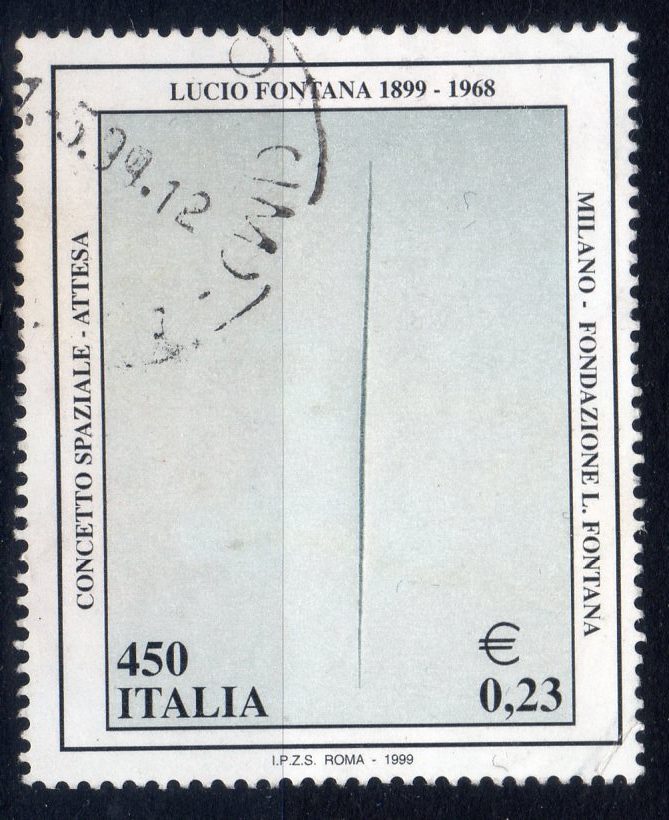 LUCIO FONTANA 1899 - 1968
CONCETTO SPAZIALE - ATTESA
MILANO - FONDAZIONE L. FONTANA
450
ITALIA
€
0,23
I.P.Z.S. ROMA - 1999